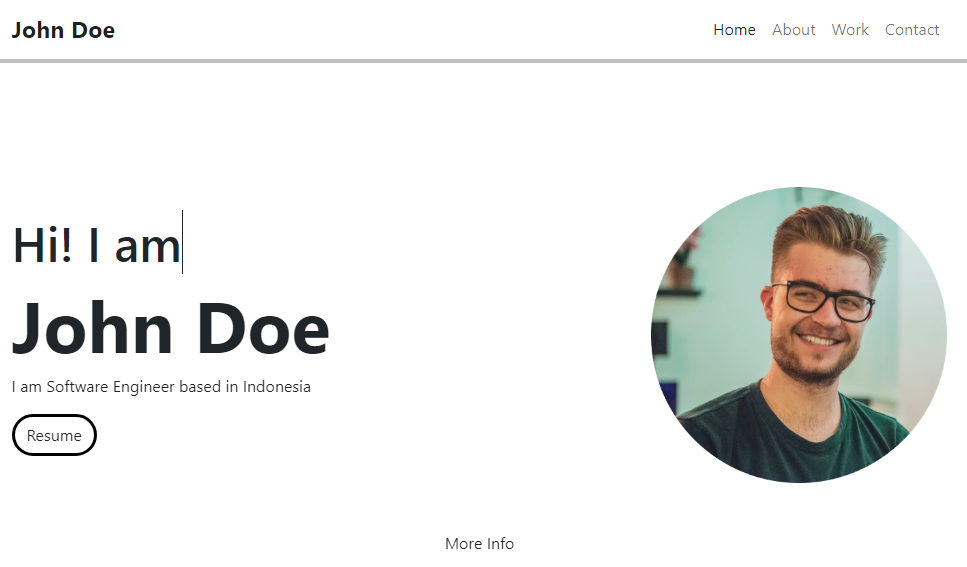 John Doe
Home About Work Contact
Hi! I am
John Doe
I am Software Engineer based in Indonesia
Resume
More Info